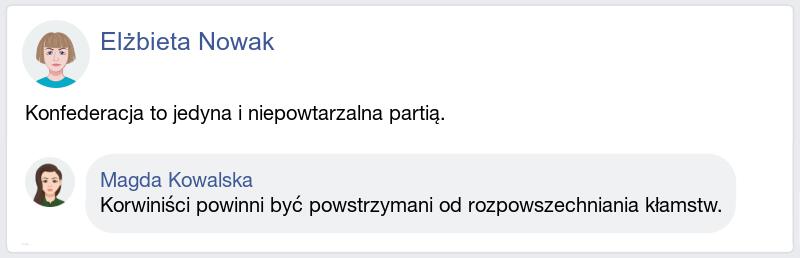 Elżbieta Nowak
Konfederacja to jedyna i niepowtarzalna partią.
Magda Kowalska
Korwiniści powinni być powstrzymani od rozpowszechniania kłamstw.